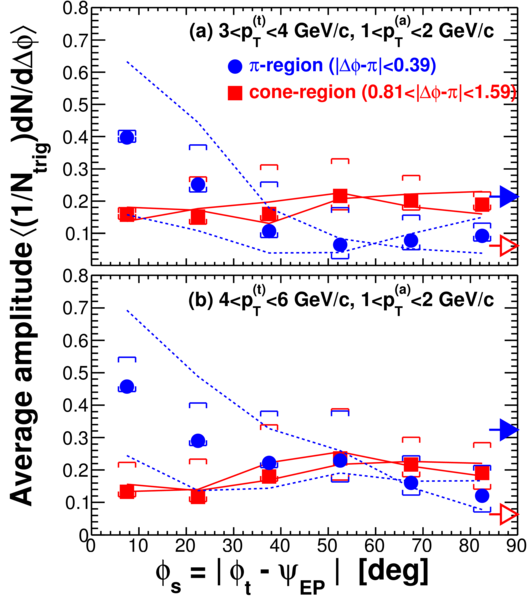 (a) 3<p_T^(t)<4 GeV/c, 1<p_T^(a)<2 GeV/c
π-region (|Δϕ-π|<0.39)
cone-region (0.81<|Δϕ-π|<1.59)
0.8
0.7
0.6
0.5
0.4
0.3
0.2
0.1
(b) 4<p_T^(t)<6 GeV/c, 1<p_T^(a)<2 GeV/c
0.8
0.7
0.6
0.5
0.4
0.3
0.2
0.1
0
0 10 20 30 40 50 60 70 80 90
Average amplitude ⟨(1/N_trig)dN/dΔϕ⟩
ϕ_s = | ϕ_t - ψ_EP | [deg]